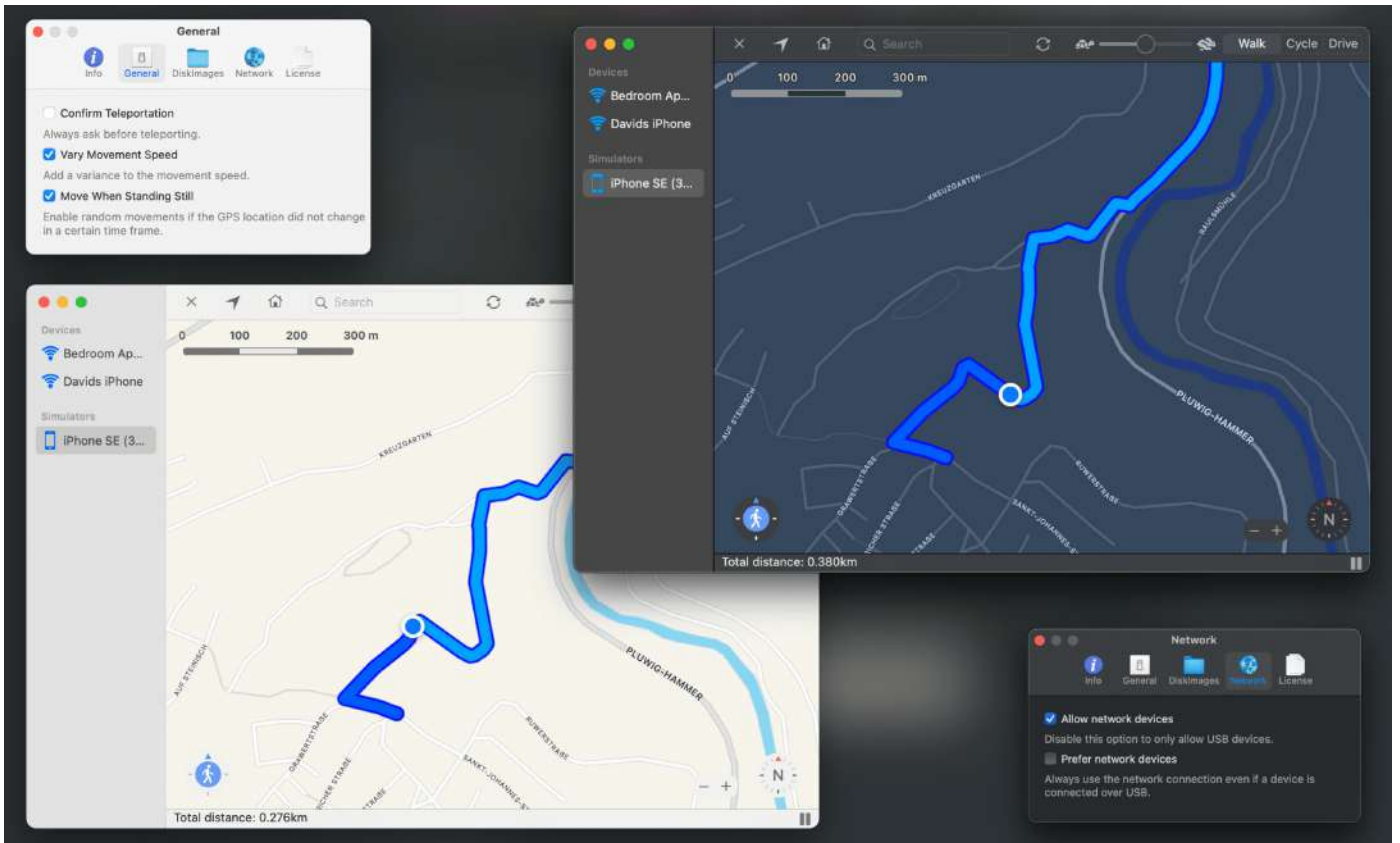 General
Info
General
DiskImages
Network
License
Confirm Teleportation
Always ask before teleporting.
Vary Movement Speed
Add a variance to the movement speed.
Move When Standing Still
Enable random movements if the GPS location did not change
in a certain time frame.
Search
Walk
Cycle
Drive
Devices
Bedroom Ap...
Davids iPhone
Simulators
iPhone SE (3...
0 100 200 300 m
KREUZGARTEN
PAULSMÜHLE
PLUWIG-HAMMER
AUF STEINISCH
GRAWERTSTRASSE
RUWERSTRASSE
SANKT-JOHANNES-S
N
- +
Total distance: 0.380km
Search
Devices
Bedroom Ap...
Davids iPhone
Simulators
iPhone SE (3...
0 100 200 300 m
KREUZGARTEN
AUF STEINISCH
PLUWIG-HAMMER
GRAWERTSTRASSE
RUWERSTRASSE
N
- +
Total distance: 0.276km
Network
Info
General
DiskImages
Network
License
Allow network devices
Disable this option to only allow USB devices.
Prefer network devices
Always use the network connection even if a device is
connected over USB.